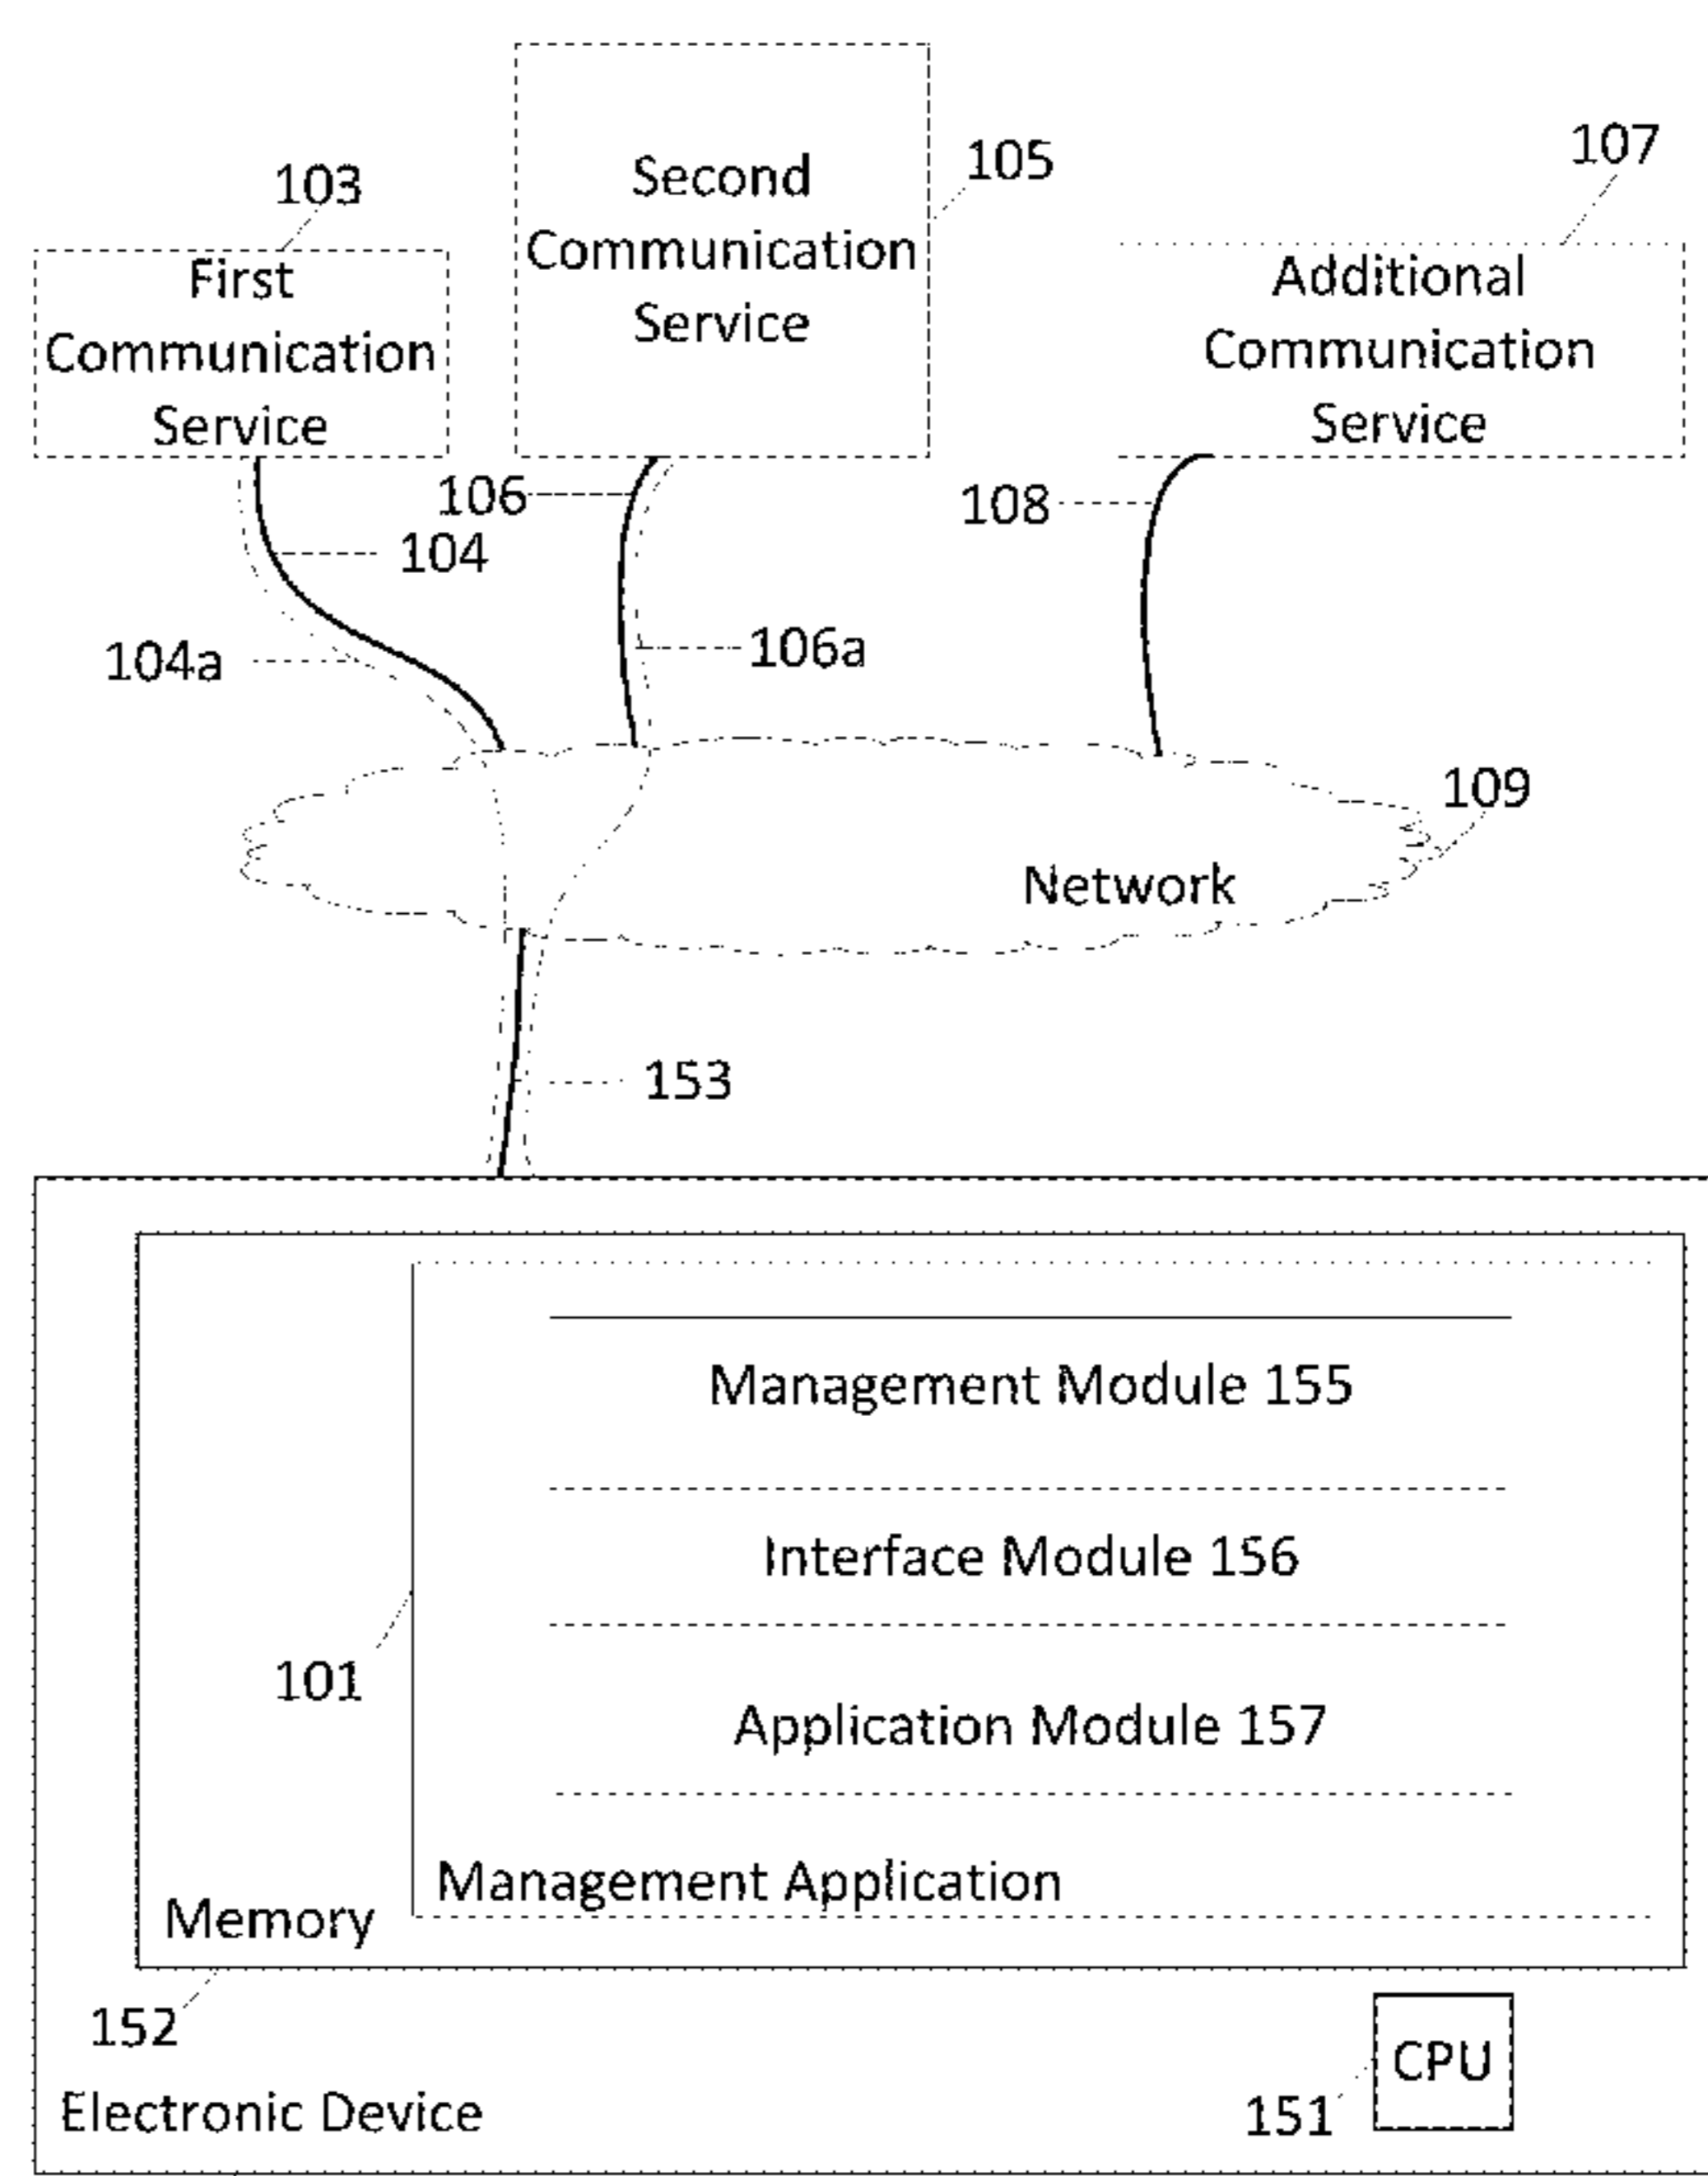 103
First
Communication
Service
Second
Communication
Service
105
107
Additional
Communication
Service
106
104
104a
106a
108
109
Network
153
Management Module 155
Interface Module 156
Application Module 157
101
Management Application
Memory
152
CPU
151
Electronic Device